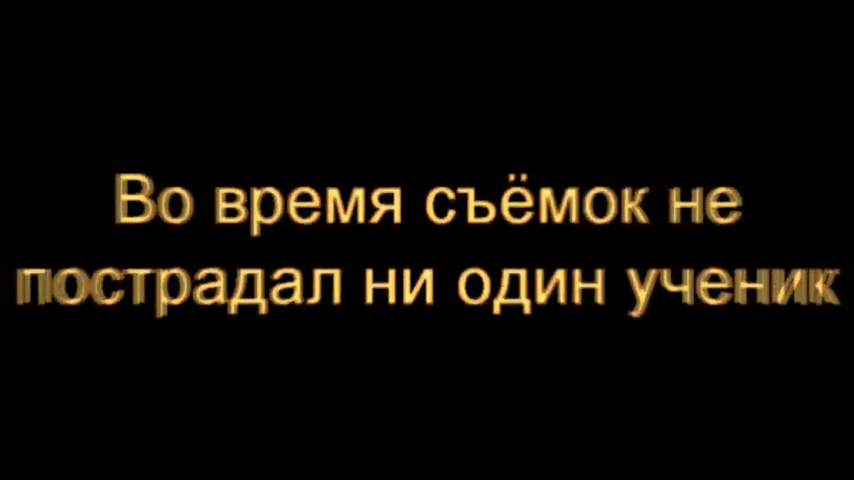 Во время съёмок не
пострадал ни один ученик